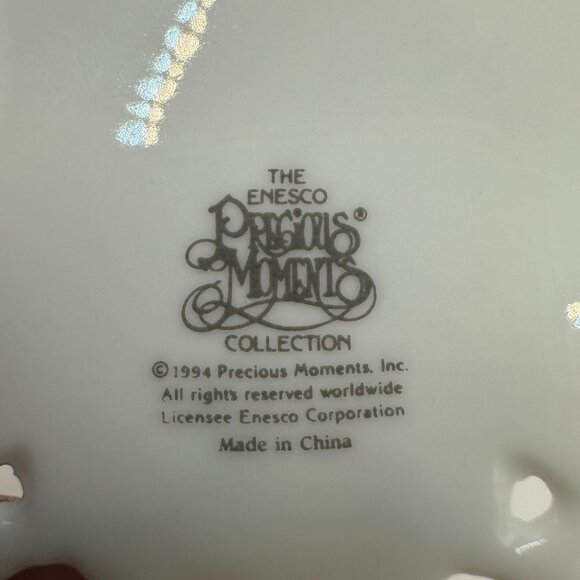 THE
ENESCO
PRECIOUS®
MOMENTS
COLLECTION
© 1994 Precious Moments, Inc.
All rights reserved worldwide
Licensee Enesco Corporation
Made in China